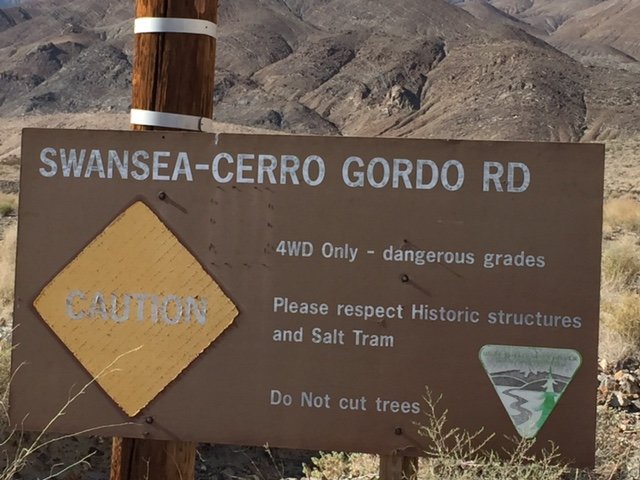 SWANSEA-CERRO GORDO RD
CAUTION
4WD Only - dangerous grades
Please respect Historic structures
and Salt Tram
Do Not cut trees